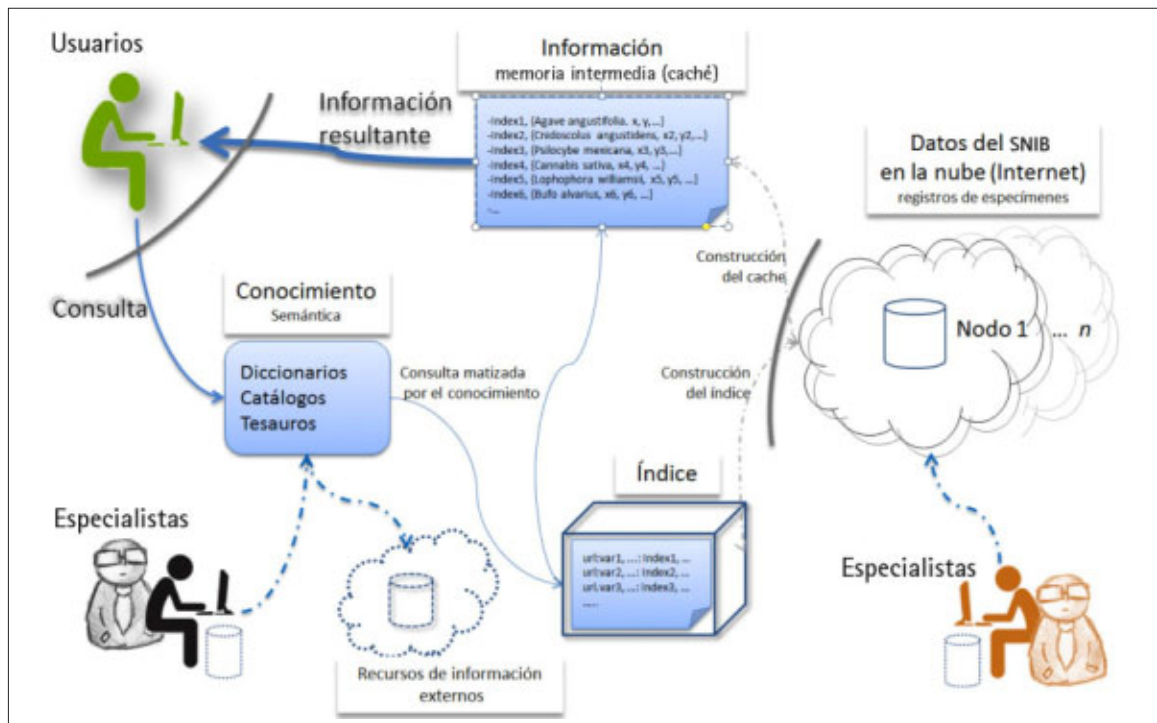 Usuarios
Información
memoria intermedia (caché)
Información
resultante
-Index1, {Agave angustifolia. x, y,...}
-Index2, {Cnidoscolus angustidens, x2, y2,...}
-Index3, {Psilocybe mexicana, x3, y3,...}
-Index4, {Cannabis sativa, x4, y4, ...}
-Index5, {Lophophora williamsii, x5, y5, ...}
-Index6, {Bufo alvarius, x6, y6, ...}
-...
Datos del SNIB
en la nube (Internet)
registros de especímenes
Construcción
del cache
Consulta
Conocimiento
Semántica
Nodo 1 ... n
Diccionarios
Catálogos
Tesauros
Consulta matizada
por el conocimiento
Construcción
del índice
Índice
Especialistas
url:var1, ...: Index1, ...
url:var2, ...: Index2, ...
url.var3, ...: Index3, ...
.....
Especialistas
Recursos de información
externos